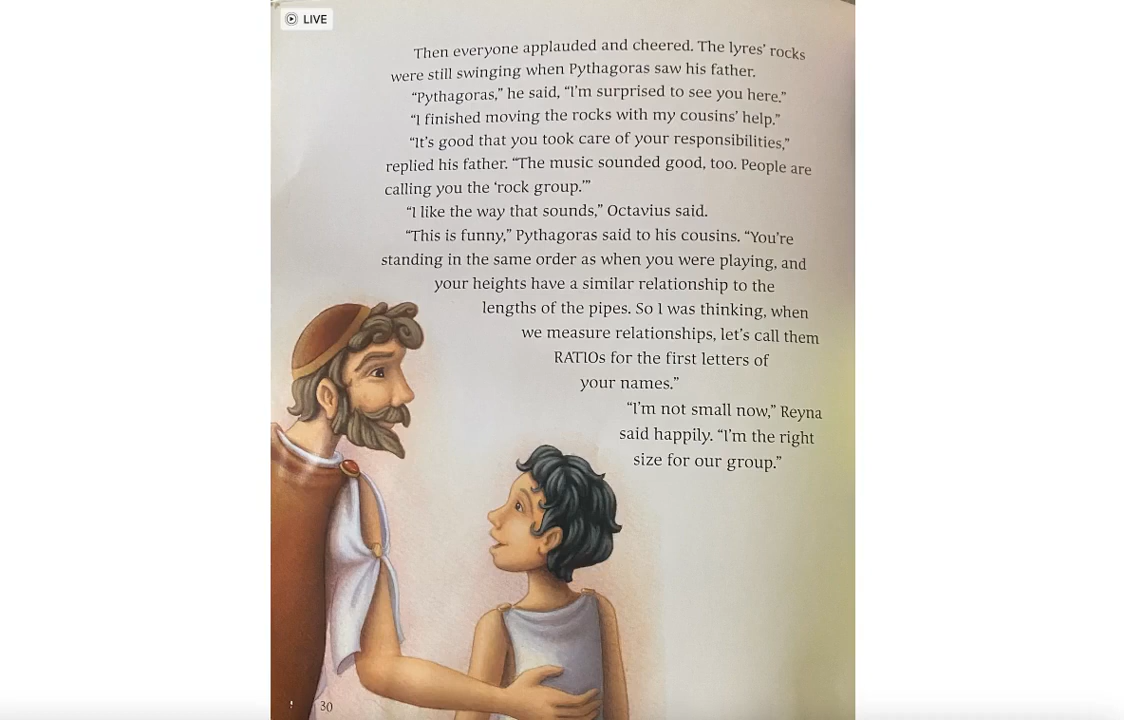 LIVE
Then everyone applauded and cheered. The lyres’ rocks
were still swinging when Pythagoras saw his father.
“Pythagoras,” he said, “I’m surprised to see you here.”
“I finished moving the rocks with my cousins’ help.”
“It’s good that you took care of your responsibilities,”
replied his father. “The music sounded good, too. People are
calling you the ‘rock group.’”
“I like the way that sounds,” Octavius said.
“This is funny,” Pythagoras said to his cousins. “You’re
standing in the same order as when you were playing, and
your heights have a similar relationship to the
lengths of the pipes. So I was thinking, when
we measure relationships, let’s call them
RATIOs for the first letters of
your names.”
“I’m not small now,” Reyna
said happily. “I’m the right
size for our group.”
30